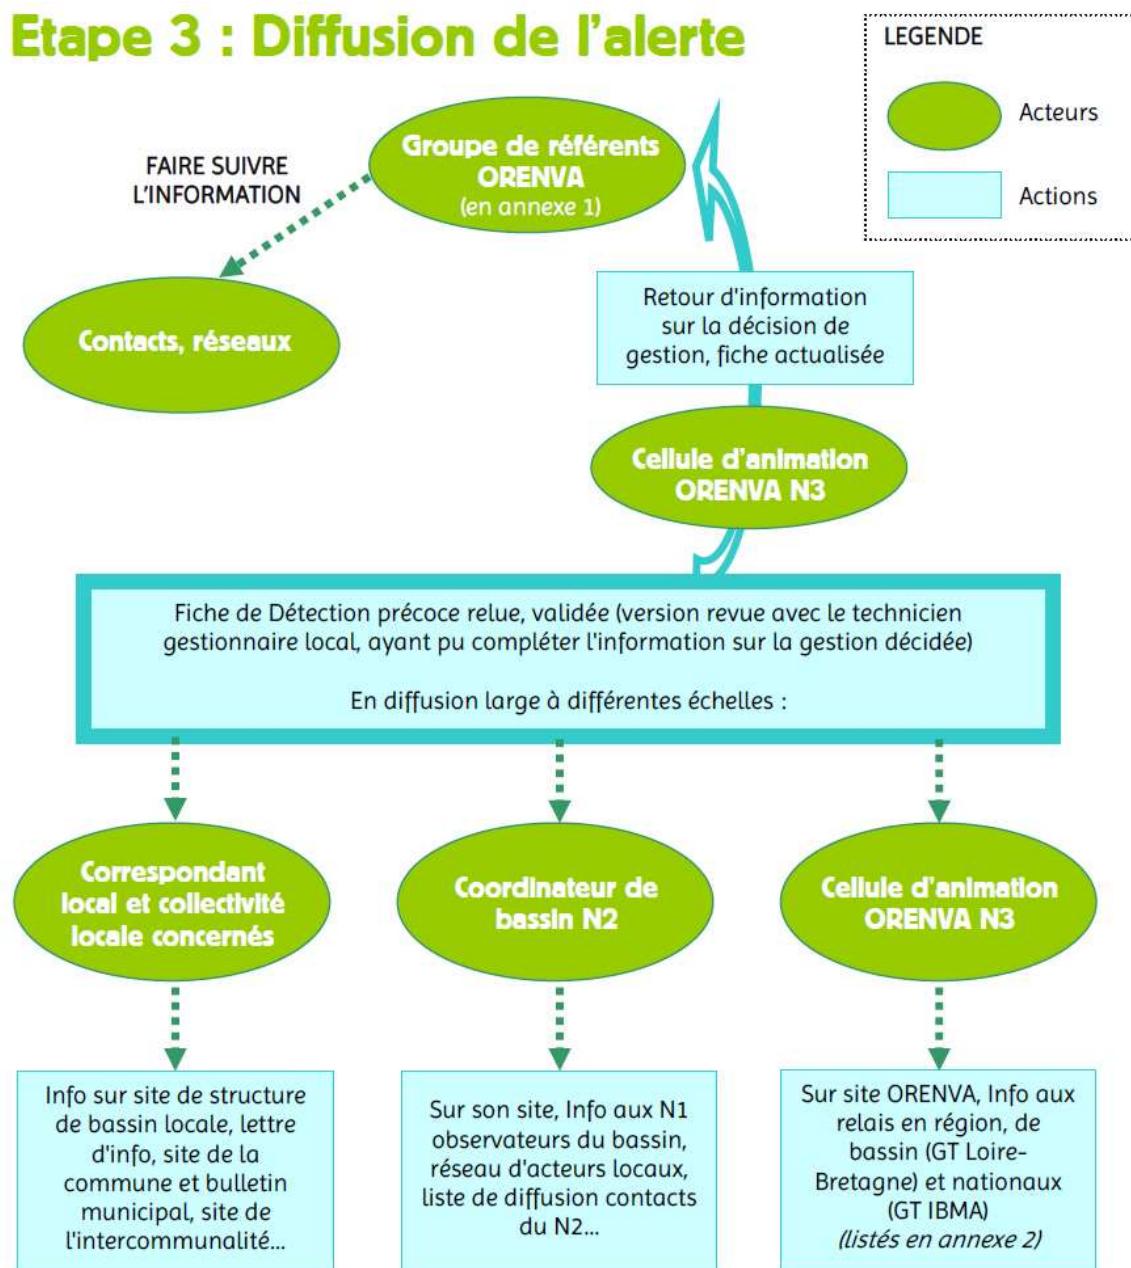 Etape 3 : Diffusion de l'alerte
LEGENDE
Acteurs
Actions
Groupe de référents
ORENVA
(en annexe 1)
FAIRE SUIVRE
L'INFORMATION
Contacts, réseaux
Retour d'information
sur la décision de
gestion, fiche actualisée
Cellule d'animation
ORENVA N3
Fiche de Détection précoce relue, validée (version revue avec le technicien
gestionnaire local, ayant pu compléter l'information sur la gestion décidée)
En diffusion large à différentes échelles :
Correspondant
local et collectivité
locale concernés
Coordinateur de
bassin N2
Cellule d'animation
ORENVA N3
Info sur site de structure
de bassin locale, lettre
d'info, site de la
commune et bulletin
municipal, site de
l'intercommunalité...
Sur son site, Info aux N1
observateurs du bassin,
réseau d'acteurs locaux,
liste de diffusion contacts
du N2...
Sur site ORENVA, Info aux
relais en région, de
bassin (GT Loire-
Bretagne) et nationaux
(GT IBMA)
(listés en annexe 2)